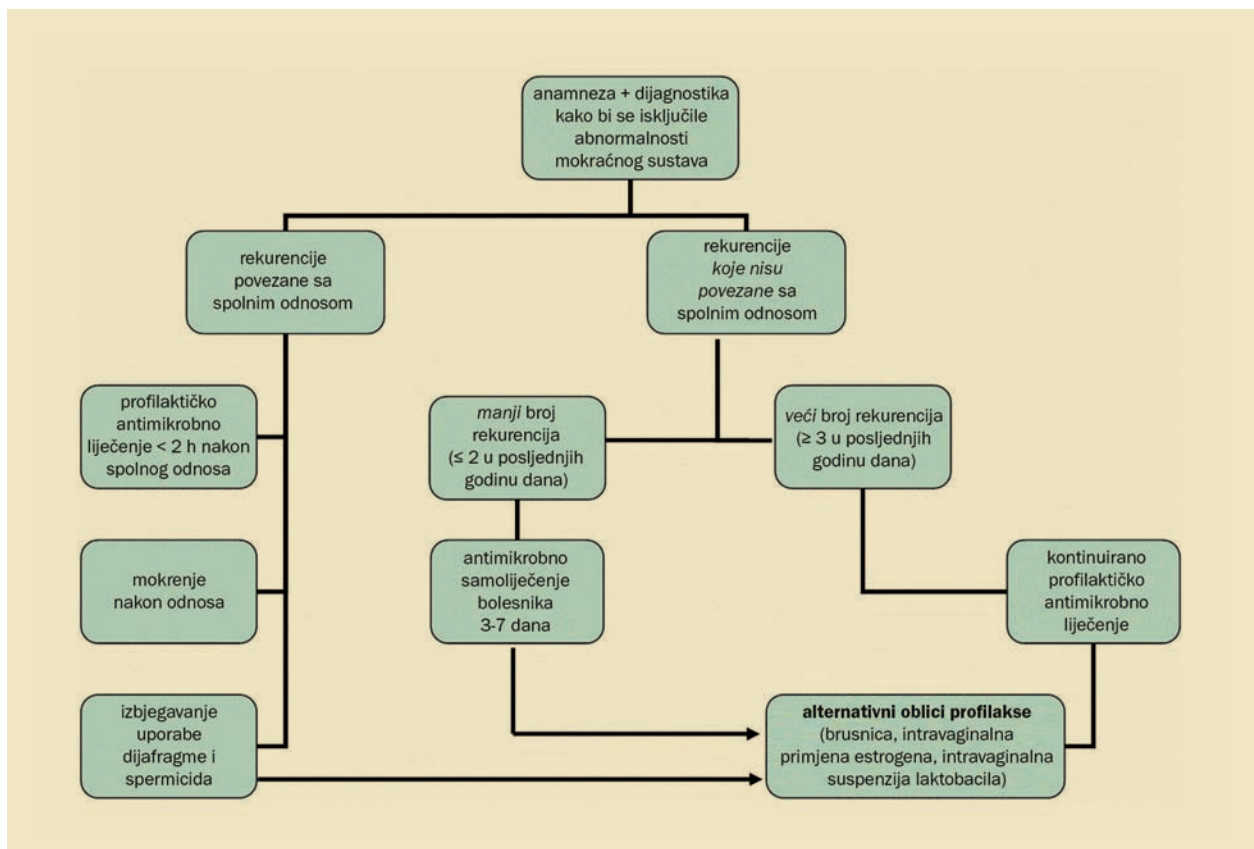 anamneza + dijagnostika
kako bi se isključile
abnormalnosti
mokraćnog sustava
rekurencije
povezane sa
spolnim odnosom
rekurencije
koje nisu
povezane sa
spolnim odnosom
profilaktičko
antimikrobno
liječenje < 2 h nakon
spolnog odnosa
manji broj
rekurencija
(≤ 2 u posljednjih
godinu dana)
veći broj rekurencija
(≥ 3 u posljednjih
godinu dana)
mokrenje
nakon odnosa
antimikrobno
samoliječenje
bolesnika
3-7 dana
kontinuirano
profilaktičko
antimikrobno
liječenje
izbjegavanje
uporabe
dijafragme i
spermicida
alternativni oblici profilakse
(brusnica, intravaginalna
primjena estrogena, intravaginalna
suspenzija laktobacila)